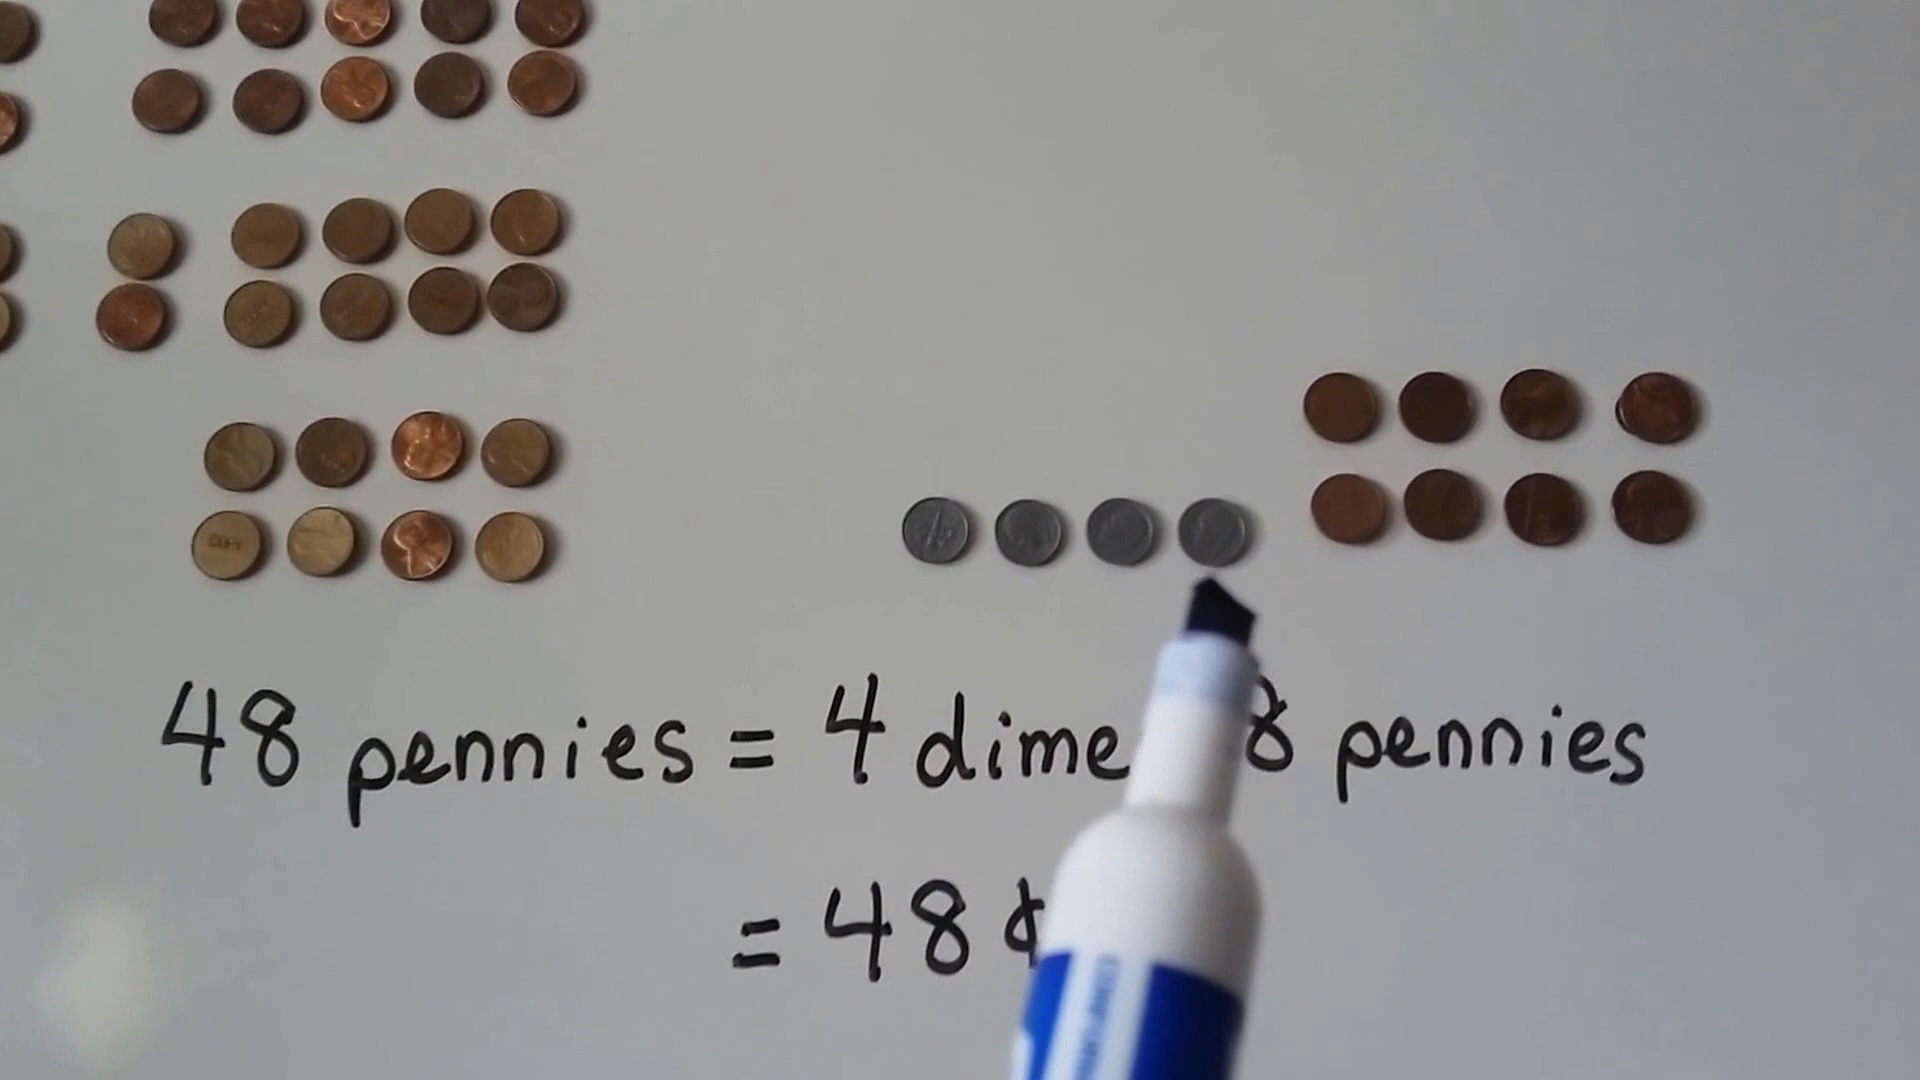 48 pennies = 4 dime 8 pennies
= 48 ¢